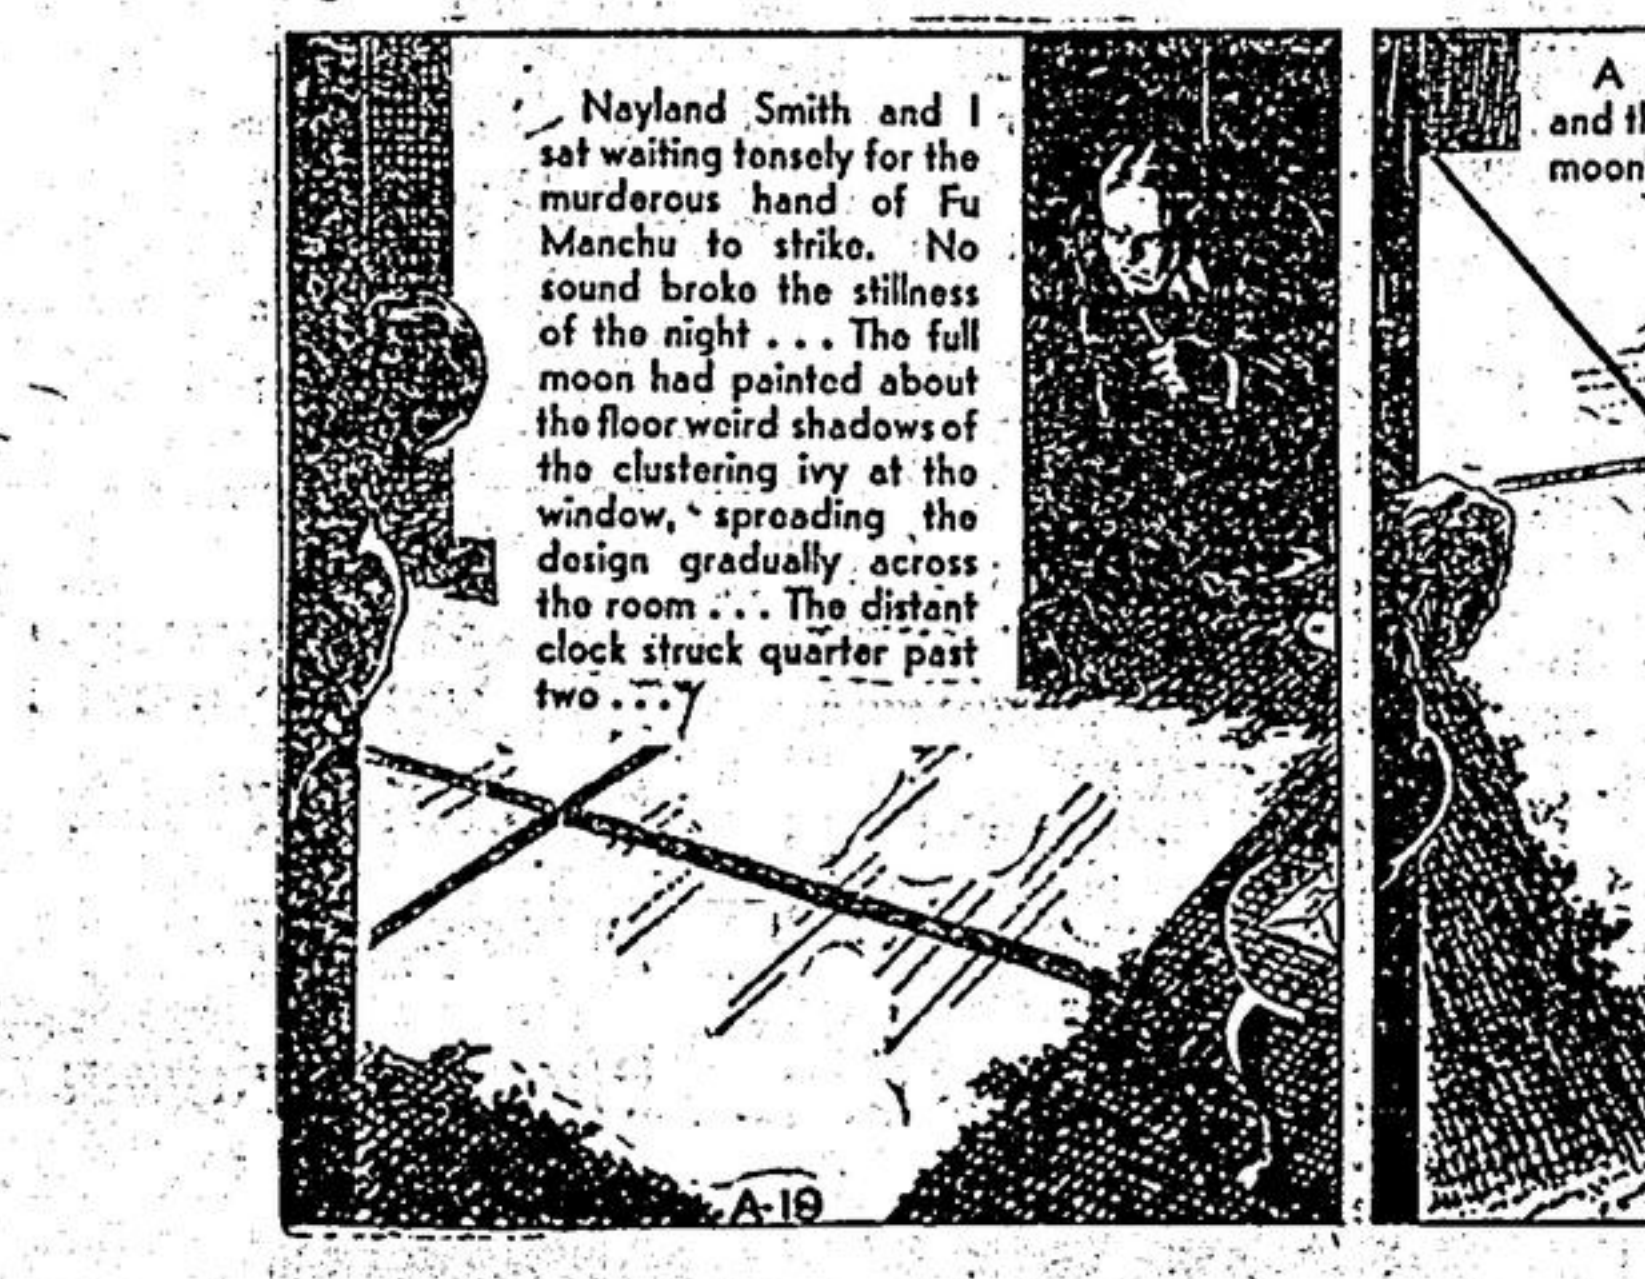 Nayland Smith and I
sat waiting tensely for the
murderous hand of Fu
Manchu to strike. No
sound broke the stillness
of the night . . . The full
moon had painted about
the floor weird shadows of
the clustering ivy at the
window, spreading the
design gradually across
the room . . . The distant
clock struck quarter past
two . . .
A-19
A
and